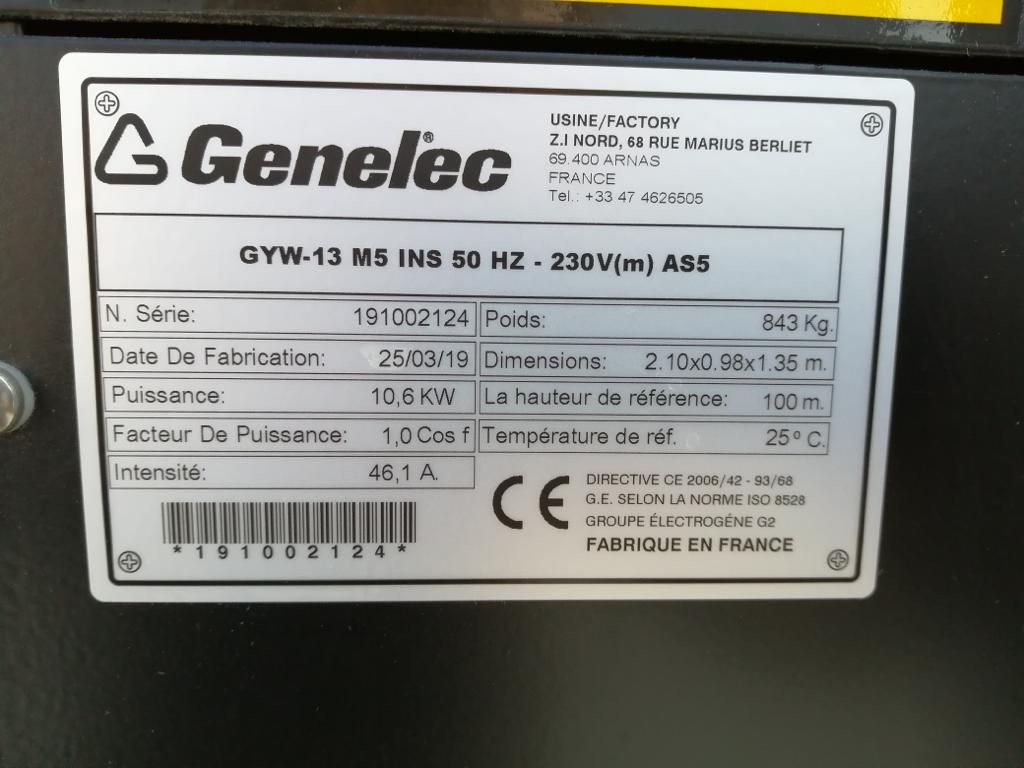 Genelec®
USINE/FACTORY
Z.I NORD, 68 RUE MARIUS BERLIET
69.400 ARNAS
FRANCE
Tel.: +33 47 4626505
GYW-13 M5 INS 50 HZ - 230V(m) AS5
N. Série: 191002124 Poids: 843 Kg.
Date De Fabrication: 25/03/19 Dimensions: 2.10x0.98x1.35 m.
Puissance: 10,6 KW La hauteur de référence: 100 m.
Facteur De Puissance: 1,0 Cos f Température de réf. 25º C.
Intensité: 46,1 A.
*191002124*
CE
DIRECTIVE CE 2006/42 - 93/68
G.E. SELON LA NORME ISO 8528
GROUPE ÉLECTROGÉNE G2
FABRIQUE EN FRANCE